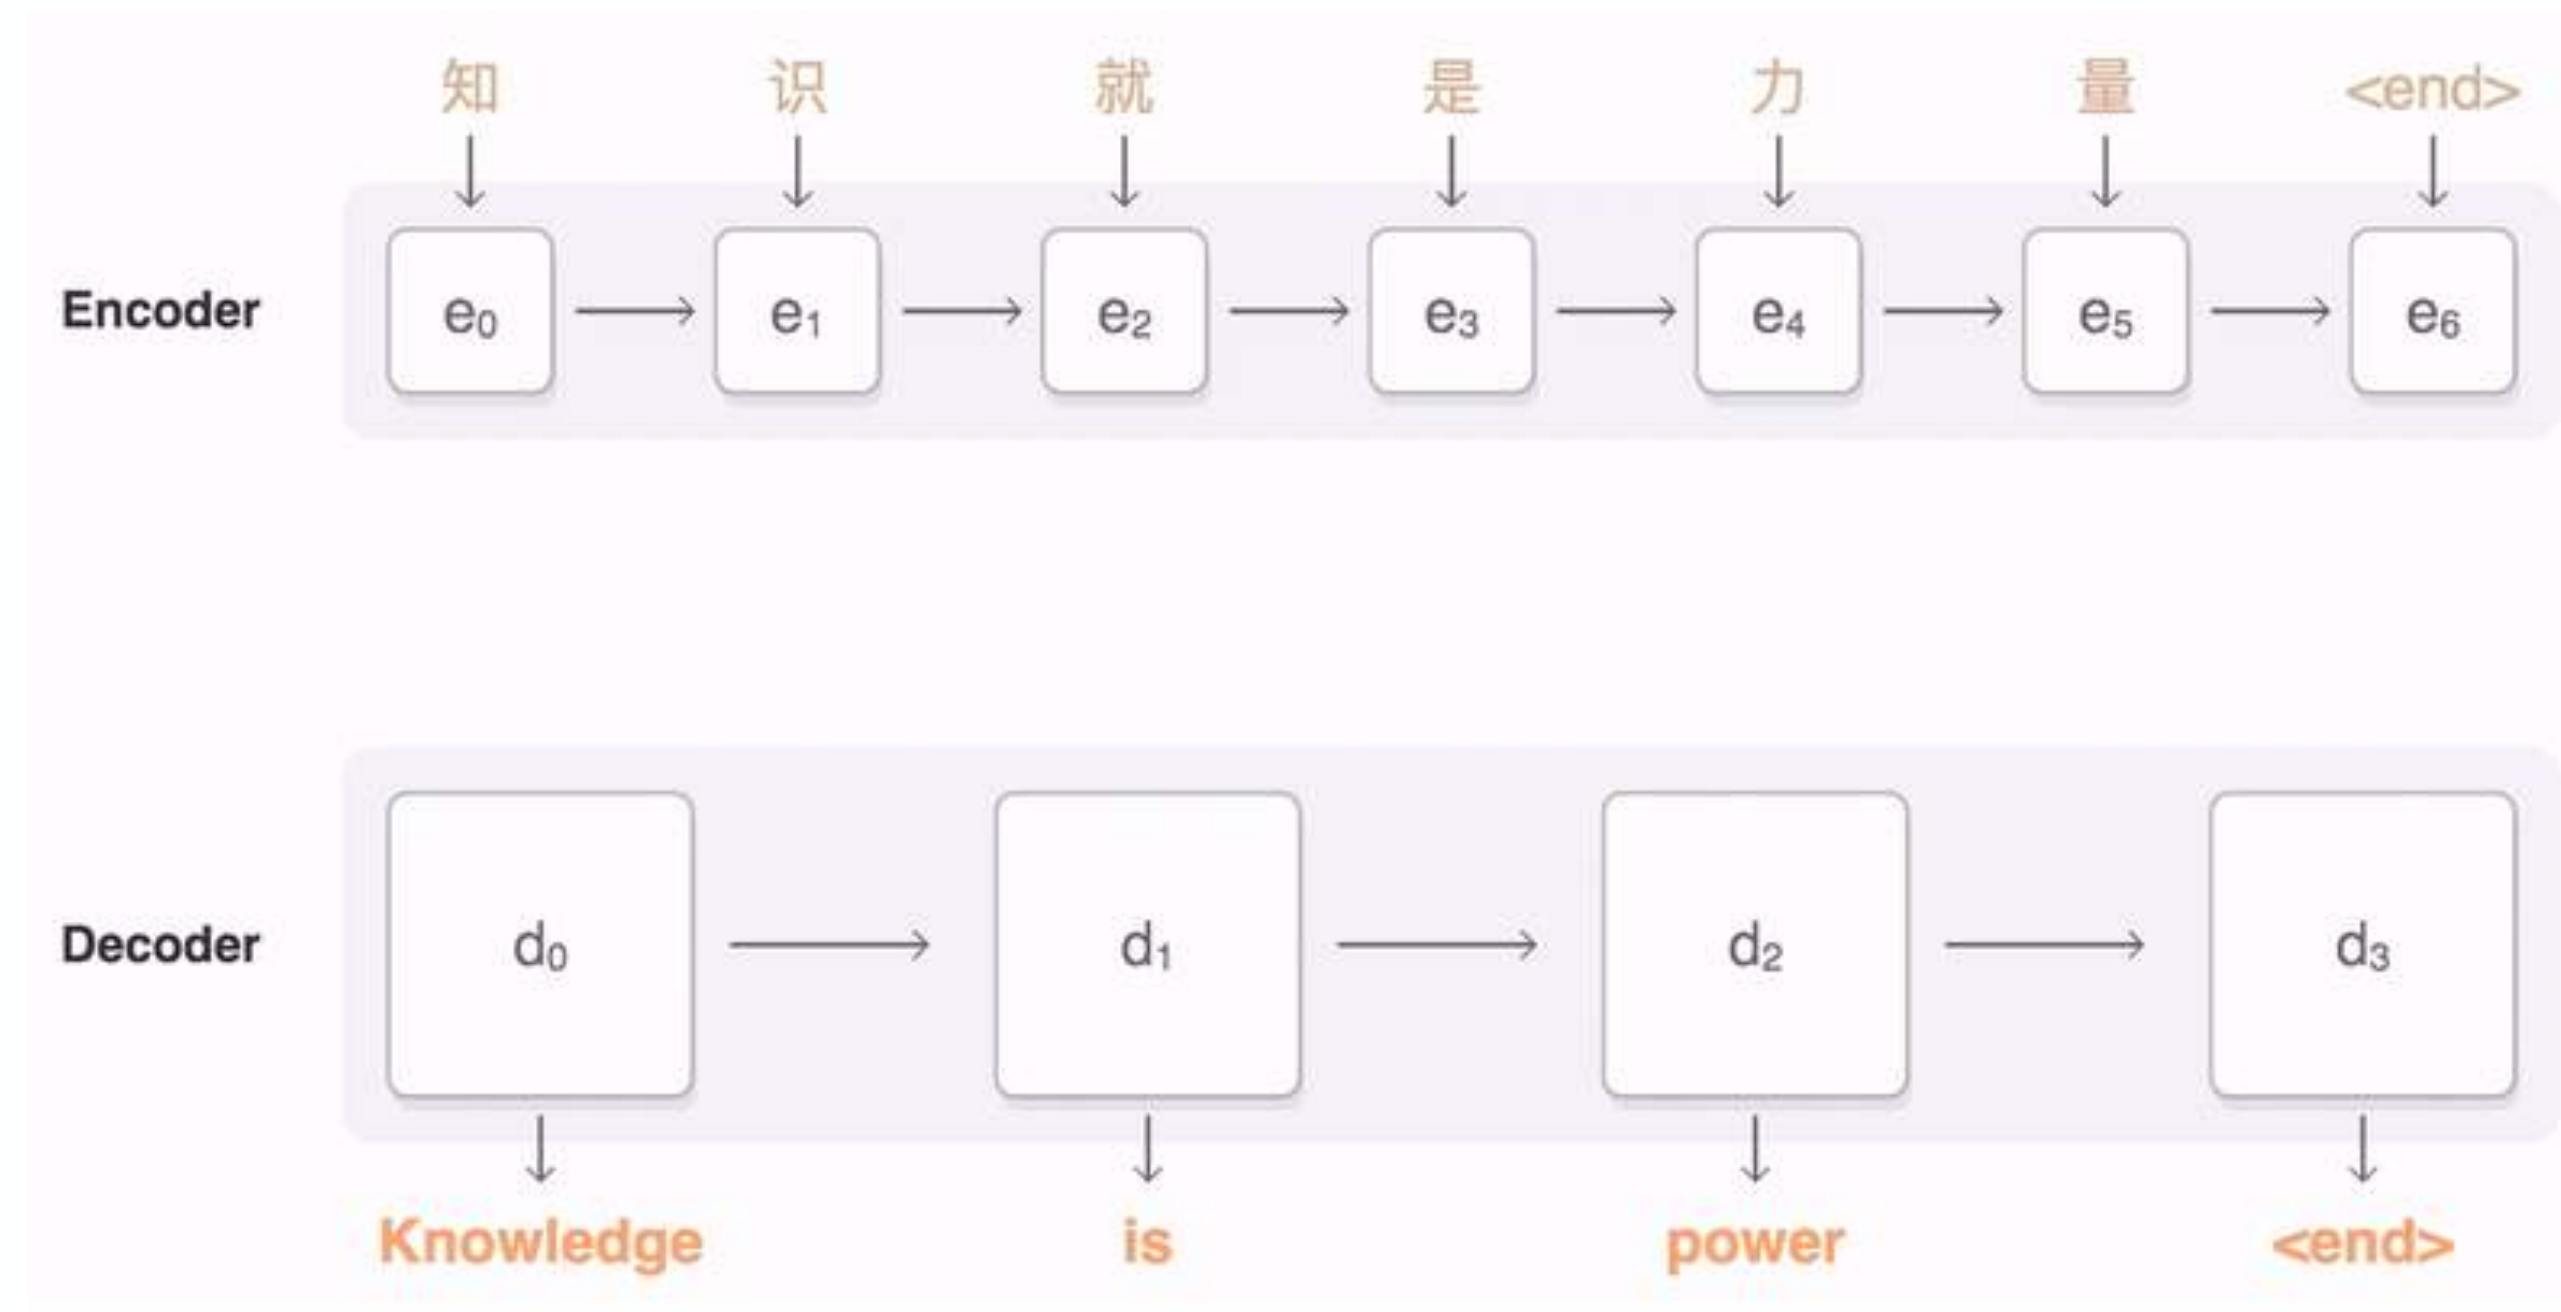 知 识 就 是 力 量 <end>
Encoder e₀ e₁ e₂ e₃ e₄ e₅ e₆
Decoder d₀ d₁ d₂ d₃
Knowledge is power <end>